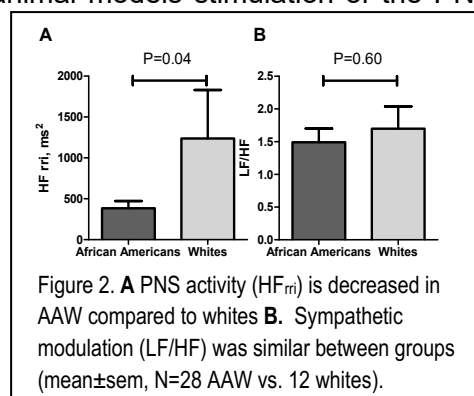 animal models stimulation of the PN
A B
P=0.04 P=0.60
HF rri, ms²
2000
1500
1000
500
0
African Americans Whites
LF/HF
2.5
2.0
1.5
1.0
0.5
0.0
African Americans Whites
Figure 2. A PNS activity (HFrri) is decreased in
AAW compared to whites B. Sympathetic
modulation (LF/HF) was similar between groups
(mean±sem, N=28 AAW vs. 12 whites).